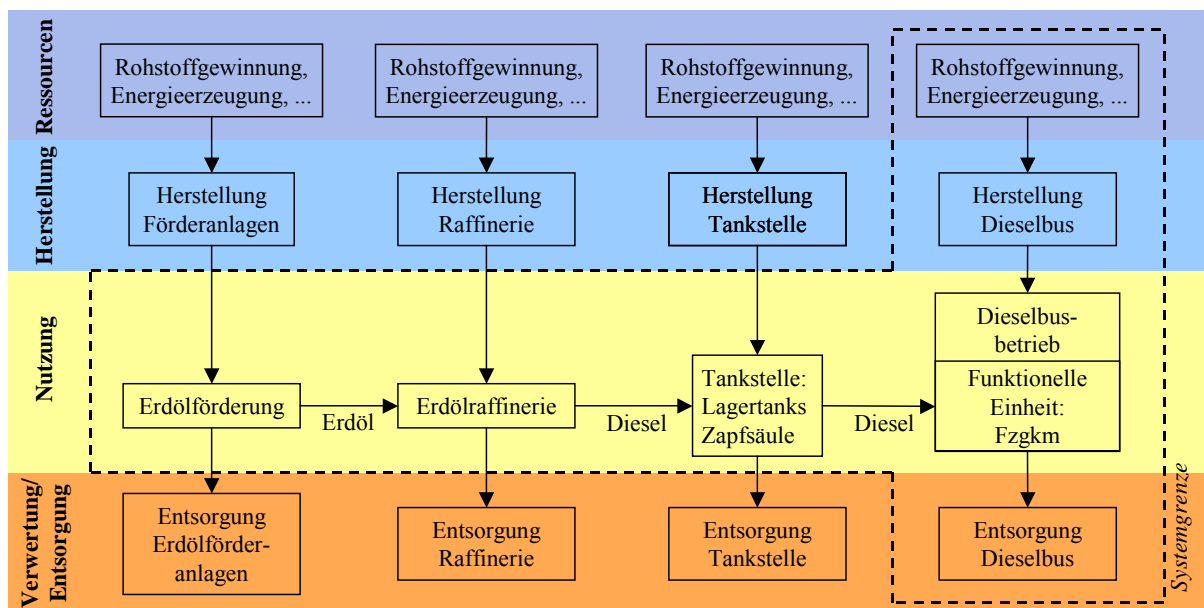 Ressourcen
Rohstoffgewinnung,
Energieerzeugung, ...
Rohstoffgewinnung,
Energieerzeugung, ...
Rohstoffgewinnung,
Energieerzeugung, ...
Rohstoffgewinnung,
Energieerzeugung, ...
Herstellung
Herstellung
Förderanlagen
Herstellung
Raffinerie
Herstellung
Tankstelle
Herstellung
Dieselbus
Nutzung
Erdölförderung
Erdöl
Erdölraffinerie
Diesel
Tankstelle:
Lagertanks
Zapfsäule
Diesel
Dieselbus-
betrieb
Funktionelle
Einheit:
Fzgkm
Verwertung/
Entsorgung
Entsorgung
Erdölförder-
anlagen
Entsorgung
Raffinerie
Entsorgung
Tankstelle
Entsorgung
Dieselbus
Systemgrenze